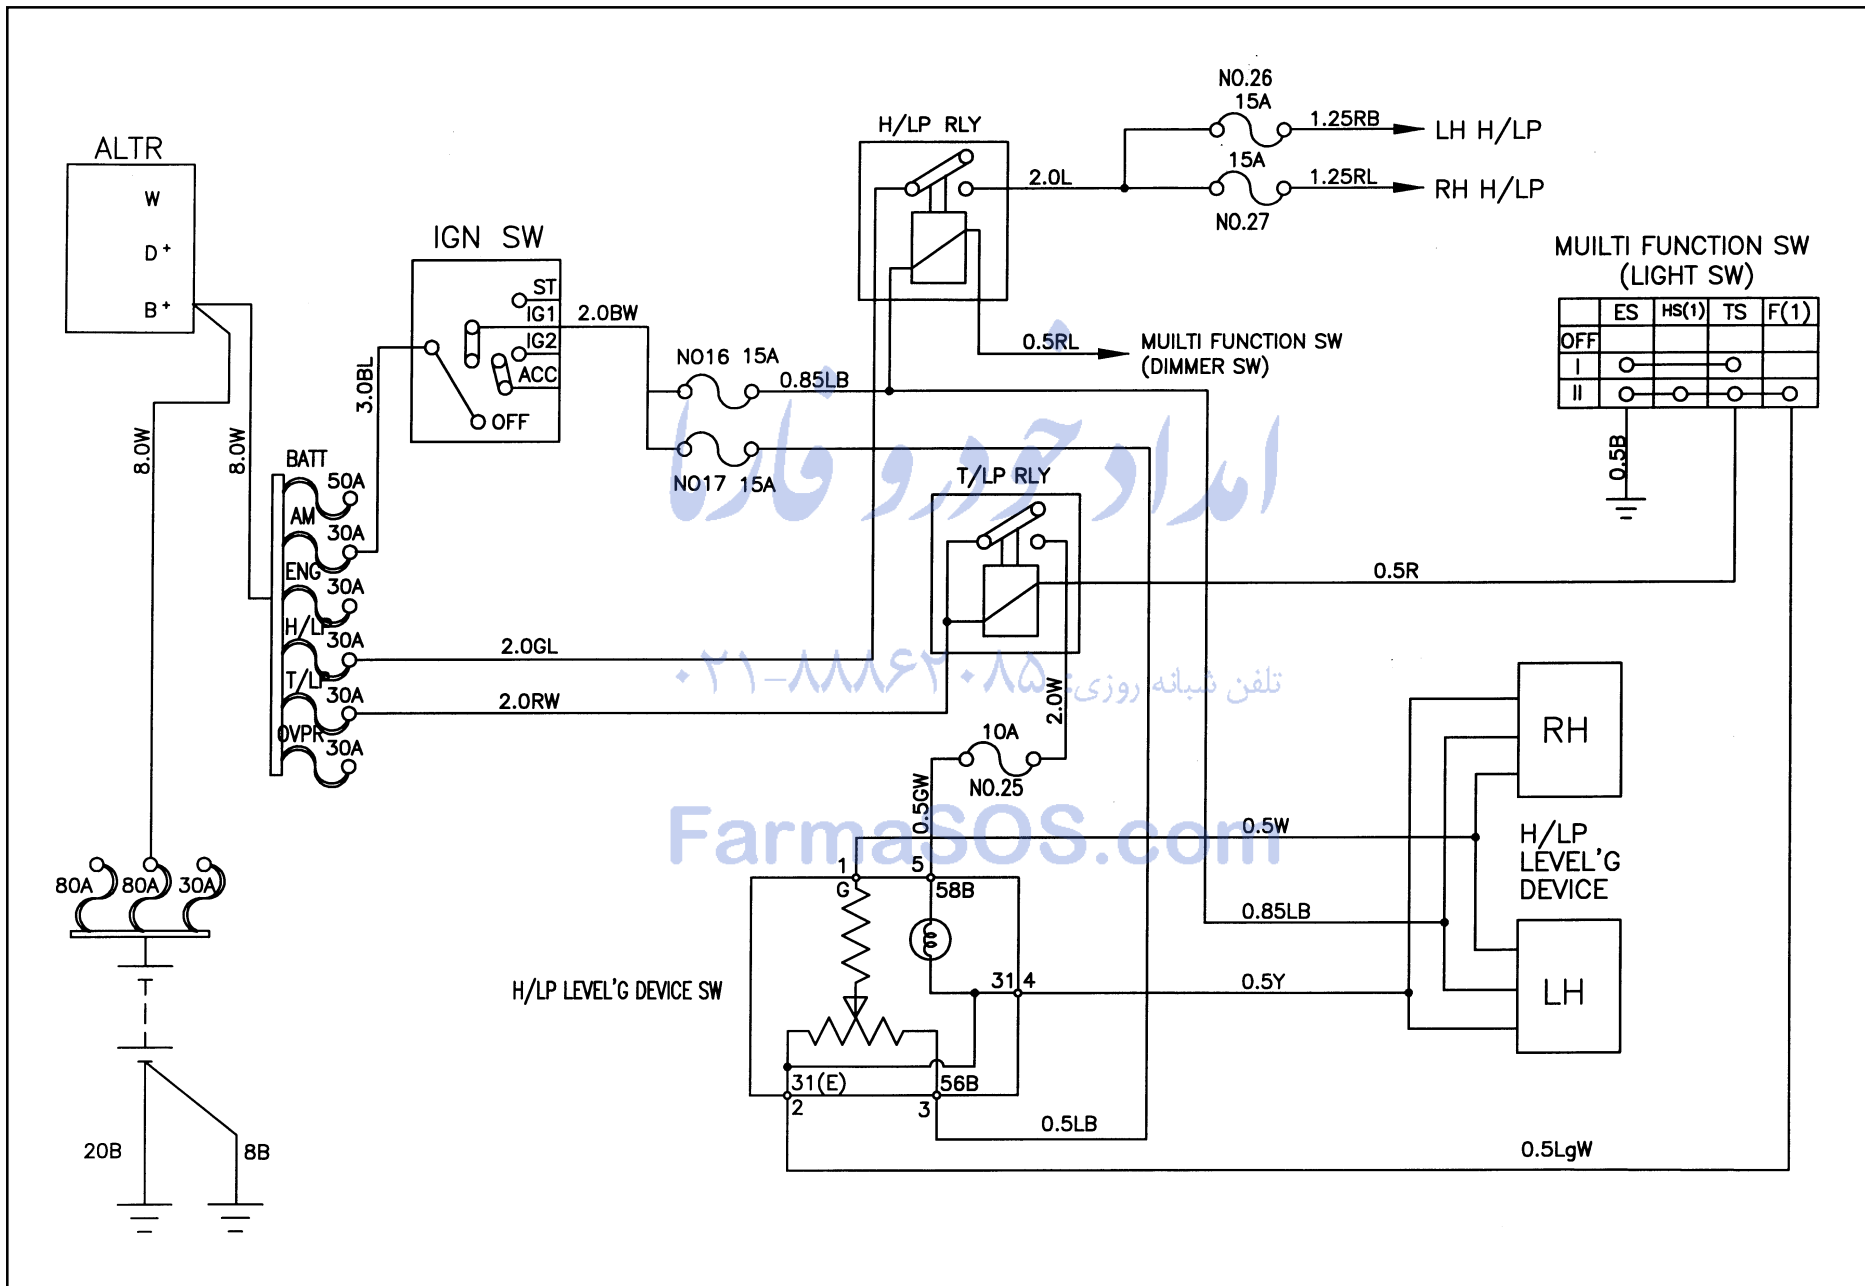 NO.26
15A
1.25RB
LH H/LP
15A
1.25RL
RH H/LP
NO.27
H/LP RLY
2.0L
ALTR
W
D+
B+
IGN SW
ST
IG1
IG2
ACC
OFF
2.0BW
3.0BL
MUILTI FUNCTION SW
(LIGHT SW)
ES HS(1) TS F(1)
OFF
I
II
0.5B
0.5RL
MUILTI FUNCTION SW
(DIMMER SW)
NO16 15A
0.85LB
NO17 15A
امداد خودرو فارما
8.0W
8.0W
BATT
50A
AM
30A
ENG
30A
H/LP
30A
T/LP
30A
OVPR
30A
T/LP RLY
0.5R
2.0GL
2.0RW
2.0W
تلفن شبانه روزی: ۰۲۱-۸۸۸۶۲۰۸۵
10A
NO.25
0.5GW
FarmaSOS.com
RH
0.5W
H/LP
LEVEL'G
DEVICE
80A 80A 30A
1
5
G
58B
0.85LB
H/LP LEVEL'G DEVICE SW
31 4
0.5Y
LH
31(E)
56B
2
3
0.5LB
0.5LgW
20B
8B